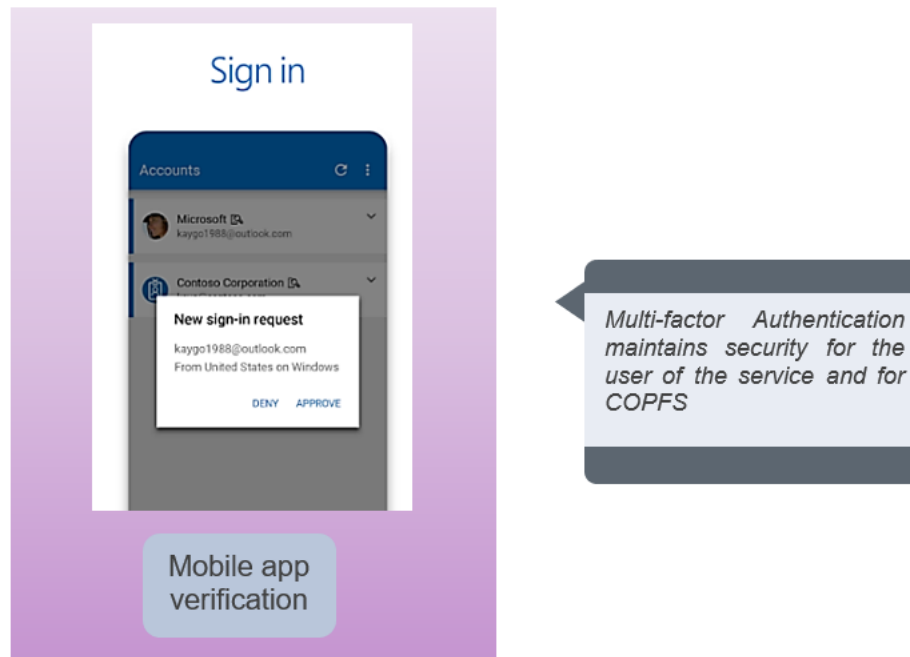 Sign in
Accounts
Microsoft
kaygo1988@outlook.com
Contoso Corporation
New sign-in request
kaygo1988@outlook.com
From United States on Windows
DENY APPROVE
Mobile app
verification
Multi-factor Authentication
maintains security for the
user of the service and for
COPFS